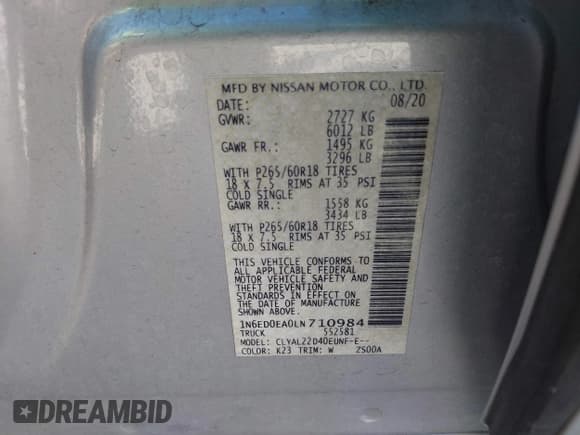 MFD BY NISSAN MOTOR CO., LTD.
DATE: 08/20
GVWR: 2727 KG
6012 LB
GAWR FR.: 1495 KG
3296 LB
WITH P265/60R18 TIRES
18 X 7.5 RIMS AT 35 PSI
COLD SINGLE
GAWR RR.: 1558 KG
3434 LB
WITH P265/60R18 TIRES
18 X 7.5 RIMS AT 35 PSI
COLD SINGLE
THIS VEHICLE CONFORMS TO
ALL APPLICABLE FEDERAL
MOTOR VEHICLE SAFETY AND
THEFT PREVENTION
STANDARDS IN EFFECT ON
THE DATE OF MANUFACTURE
SHOWN ABOVE.
1N6ED0EA0LN710984
TRUCK 552581
MODEL: CLYAL22D40EUNF-E--
COLOR: K23 TRIM: W ZS00A
DREAMBID
DREAMBID